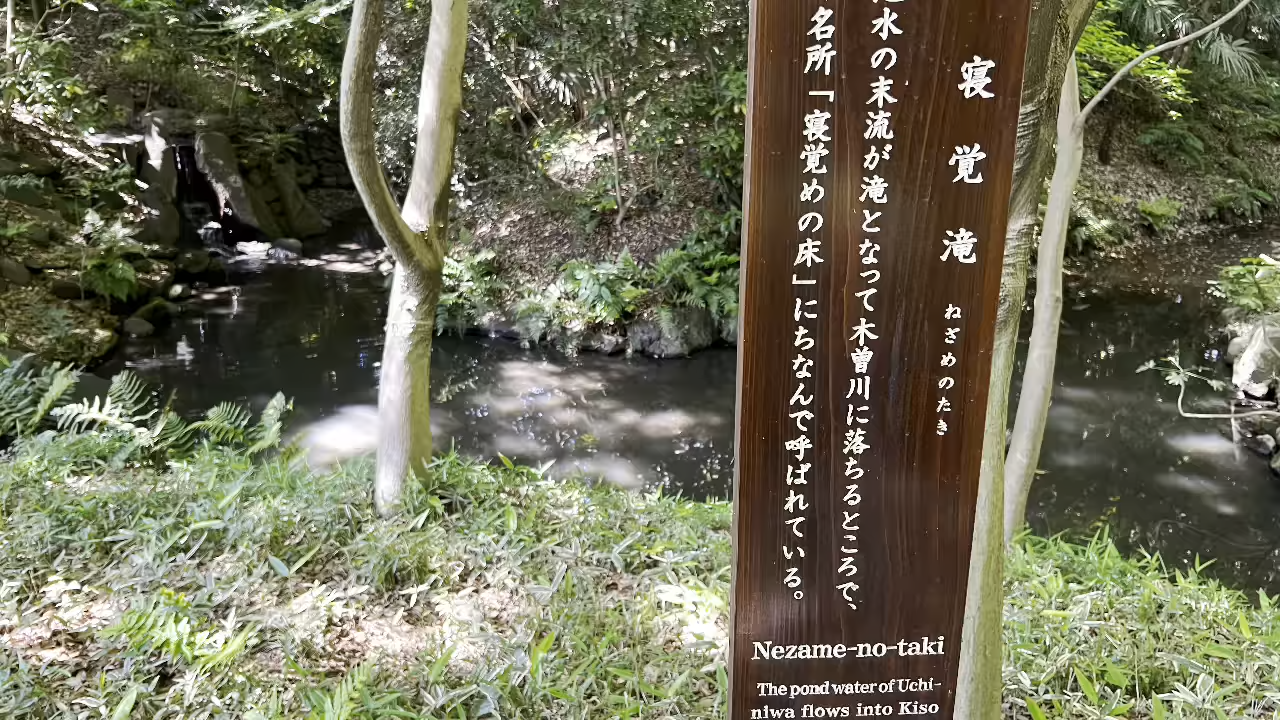 寝覚滝
ねざめのたき
水の末流が滝となって木曽川に落ちるところで、
名所「寝覚めの床」にちなんで呼ばれている。
Nezame-no-taki
The pond water of Uchi-
niwa flows into Kiso